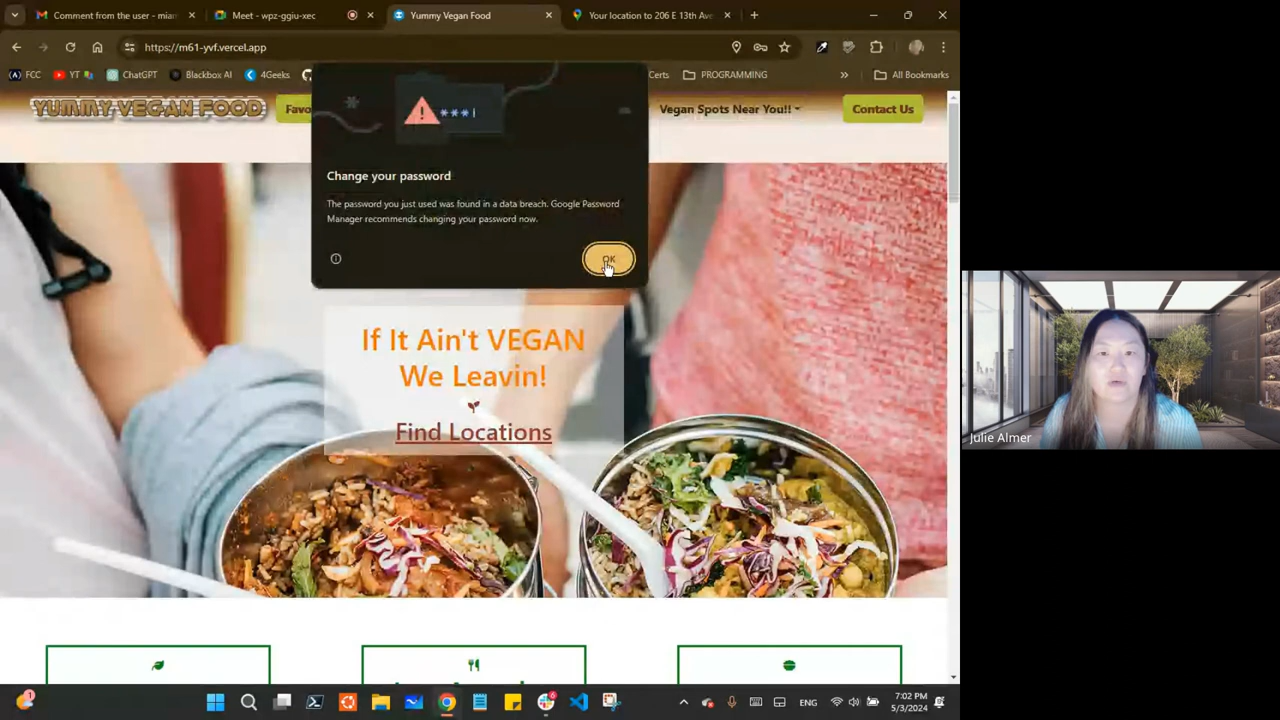 Comment from the user - mian
Meet - wpz-ggiu-xec
Yummy Vegan Food
Your location to 206 E 13th Ave
https://m61-yvf.vercel.app
FCC
YT
ChatGPT
Blackbox AI
4Geeks
Certs
PROGRAMMING
All Bookmarks
YUMMY VEGAN FOOD
Favo
Vegan Spots Near You!!
Contact Us
***
Change your password
The password you just used was found in a data breach. Google Password
Manager recommends changing your password now.
OK
If It Ain't VEGAN
We Leavin!
Find Locations
Julie Almer
1
6
ENG
7:02 PM
5/3/2024